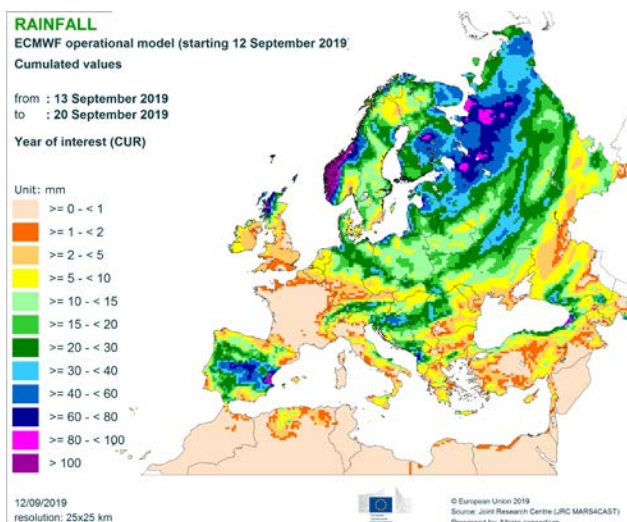 RAINFALL
ECMWF operational model (starting 12 September 2019)
Cumulated values
from : 13 September 2019
to : 20 September 2019
Year of interest (CUR)
Unit: mm
>= 0 - < 1
>= 1 - < 2
>= 2 - < 5
>= 5 - < 10
>= 10 - < 15
>= 15 - < 20
>= 20 - < 30
>= 30 - < 40
>= 40 - < 60
>= 60 - < 80
>= 80 - < 100
> 100
12/09/2019
resolution: 25x25 km
© European Union 2019
Source: Joint Research Centre (JRC MARS4CAST)